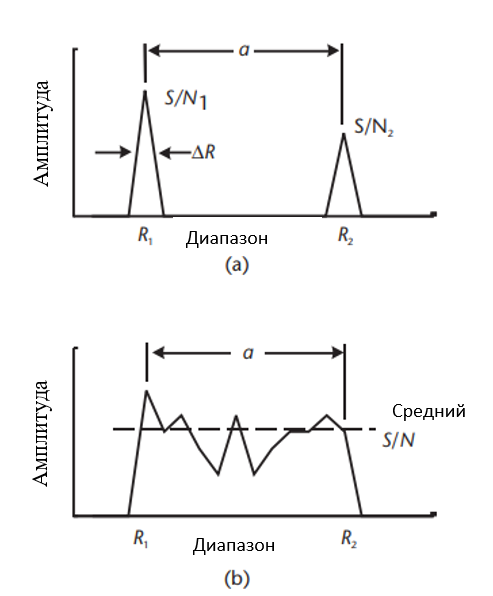 a
Амплитуда
S/N1
S/N2
ΔR
R1
Диапазон
R2
(a)
a
Амплитуда
Средний
S/N
R1
Диапазон
R2
(b)